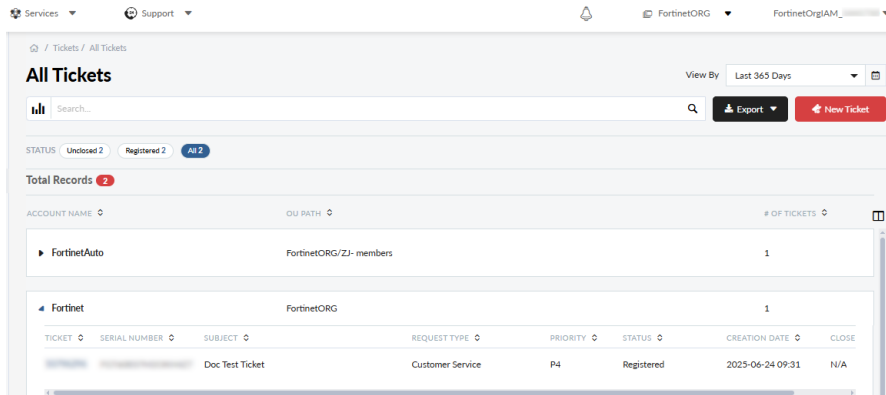 Services Support FortinetORG FortinetOrgIAM_
/ Tickets / All Tickets
All Tickets
View By Last 365 Days
Search...
Export New Ticket
STATUS Unclosed 2 Registered 2 All 2
Total Records 2
ACCOUNT NAME OU PATH # OF TICKETS
FortinetAuto FortinetORG/ZJ- members 1
Fortinet FortinetORG 1
TICKET SERIAL NUMBER SUBJECT REQUEST TYPE PRIORITY STATUS CREATION DATE CLOSE
Doc Test Ticket Customer Service P4 Registered 2025-06-24 09:31 N/A